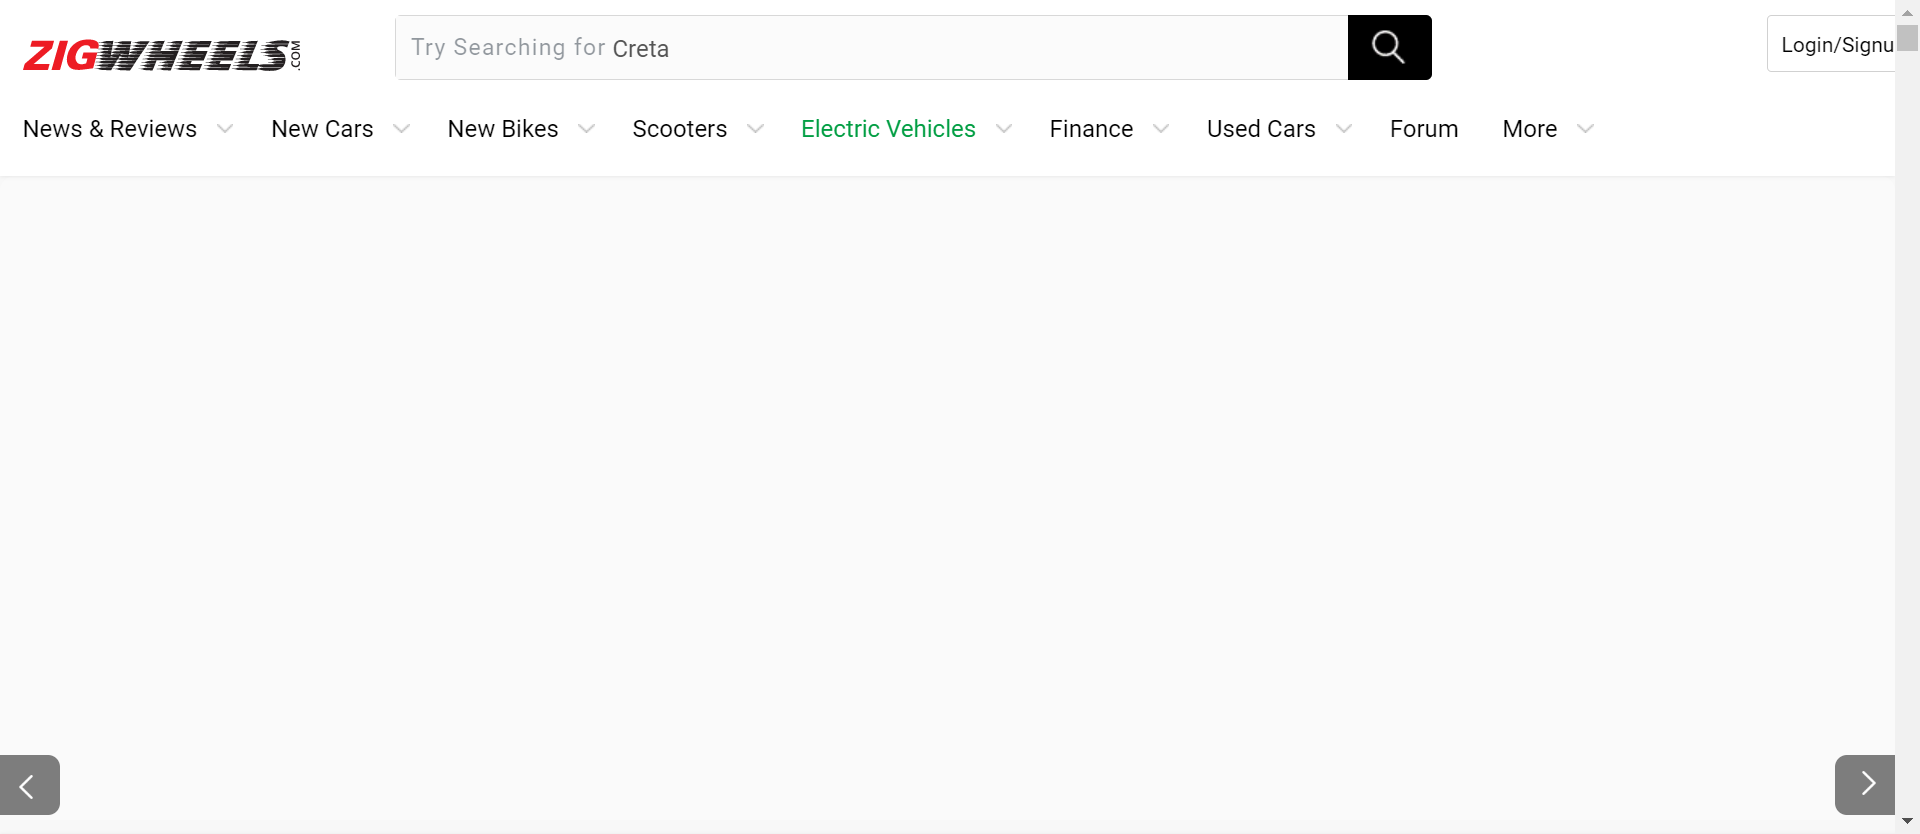 ZIGWHEELS.COM
Try Searching for Creta
Login/Signu
News & Reviews New Cars New Bikes Scooters Electric Vehicles Finance Used Cars Forum More